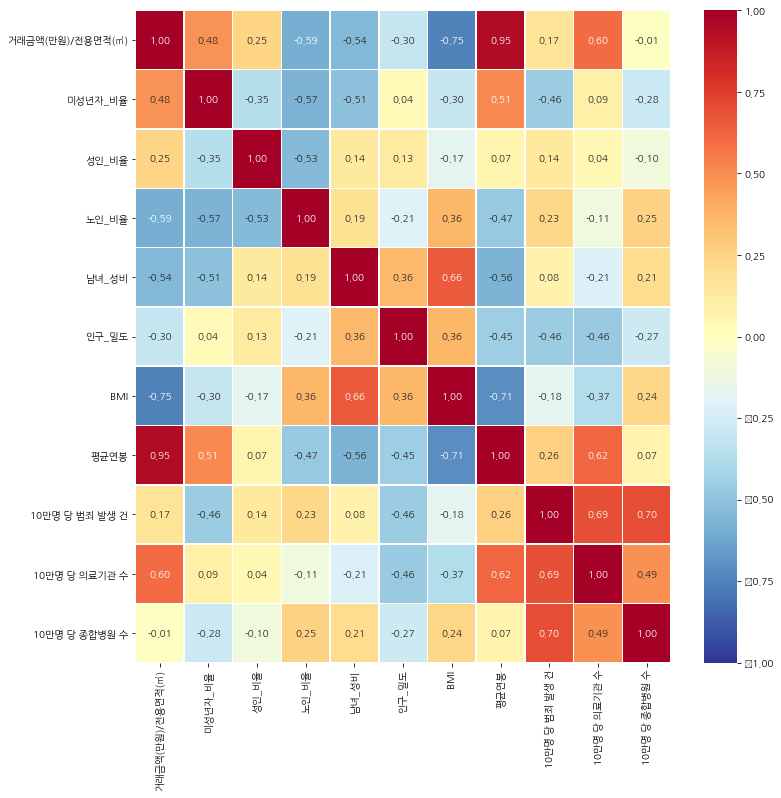 거래금액(만원)/전용면적(㎡) 1.00 0.48 0.25 -0.59 -0.54 -0.30 -0.75 0.95 0.17 0.60 -0.01
미성년자_비율 0.48 1.00 -0.35 -0.57 -0.51 0.04 -0.30 0.51 -0.46 0.09 -0.28
성인_비율 0.25 -0.35 1.00 -0.53 0.14 0.13 -0.17 0.07 0.14 0.04 -0.10
노인_비율 -0.59 -0.57 -0.53 1.00 0.19 -0.21 0.36 -0.47 0.23 -0.11 0.25
남녀_성비 -0.54 -0.51 0.14 0.19 1.00 0.36 0.66 -0.56 0.08 -0.21 0.21
인구_밀도 -0.30 0.04 0.13 -0.21 0.36 1.00 0.36 -0.45 -0.46 -0.46 -0.27
BMI -0.75 -0.30 -0.17 0.36 0.66 0.36 1.00 -0.71 -0.18 -0.37 0.24
평균연봉 0.95 0.51 0.07 -0.47 -0.56 -0.45 -0.71 1.00 0.26 0.62 0.07
10만명 당 범죄 발생 건 0.17 -0.46 0.14 0.23 0.08 -0.46 -0.18 0.26 1.00 0.69 0.70
10만명 당 의료기관 수 0.60 0.09 0.04 -0.11 -0.21 -0.46 -0.37 0.62 0.69 1.00 0.49
10만명 당 종합병원 수 -0.01 -0.28 -0.10 0.25 0.21 -0.27 0.24 0.07 0.70 0.49 1.00
거래금액(만원)/전용면적(㎡)
미성년자_비율
성인_비율
노인_비율
남녀_성비
인구_밀도
BMI
평균연봉
10만명 당 범죄 발생 건
10만명 당 의료기관 수
10만명 당 종합병원 수
1.00
0.75
0.50
0.25
0.00
0.25
0.50
0.75
1.00